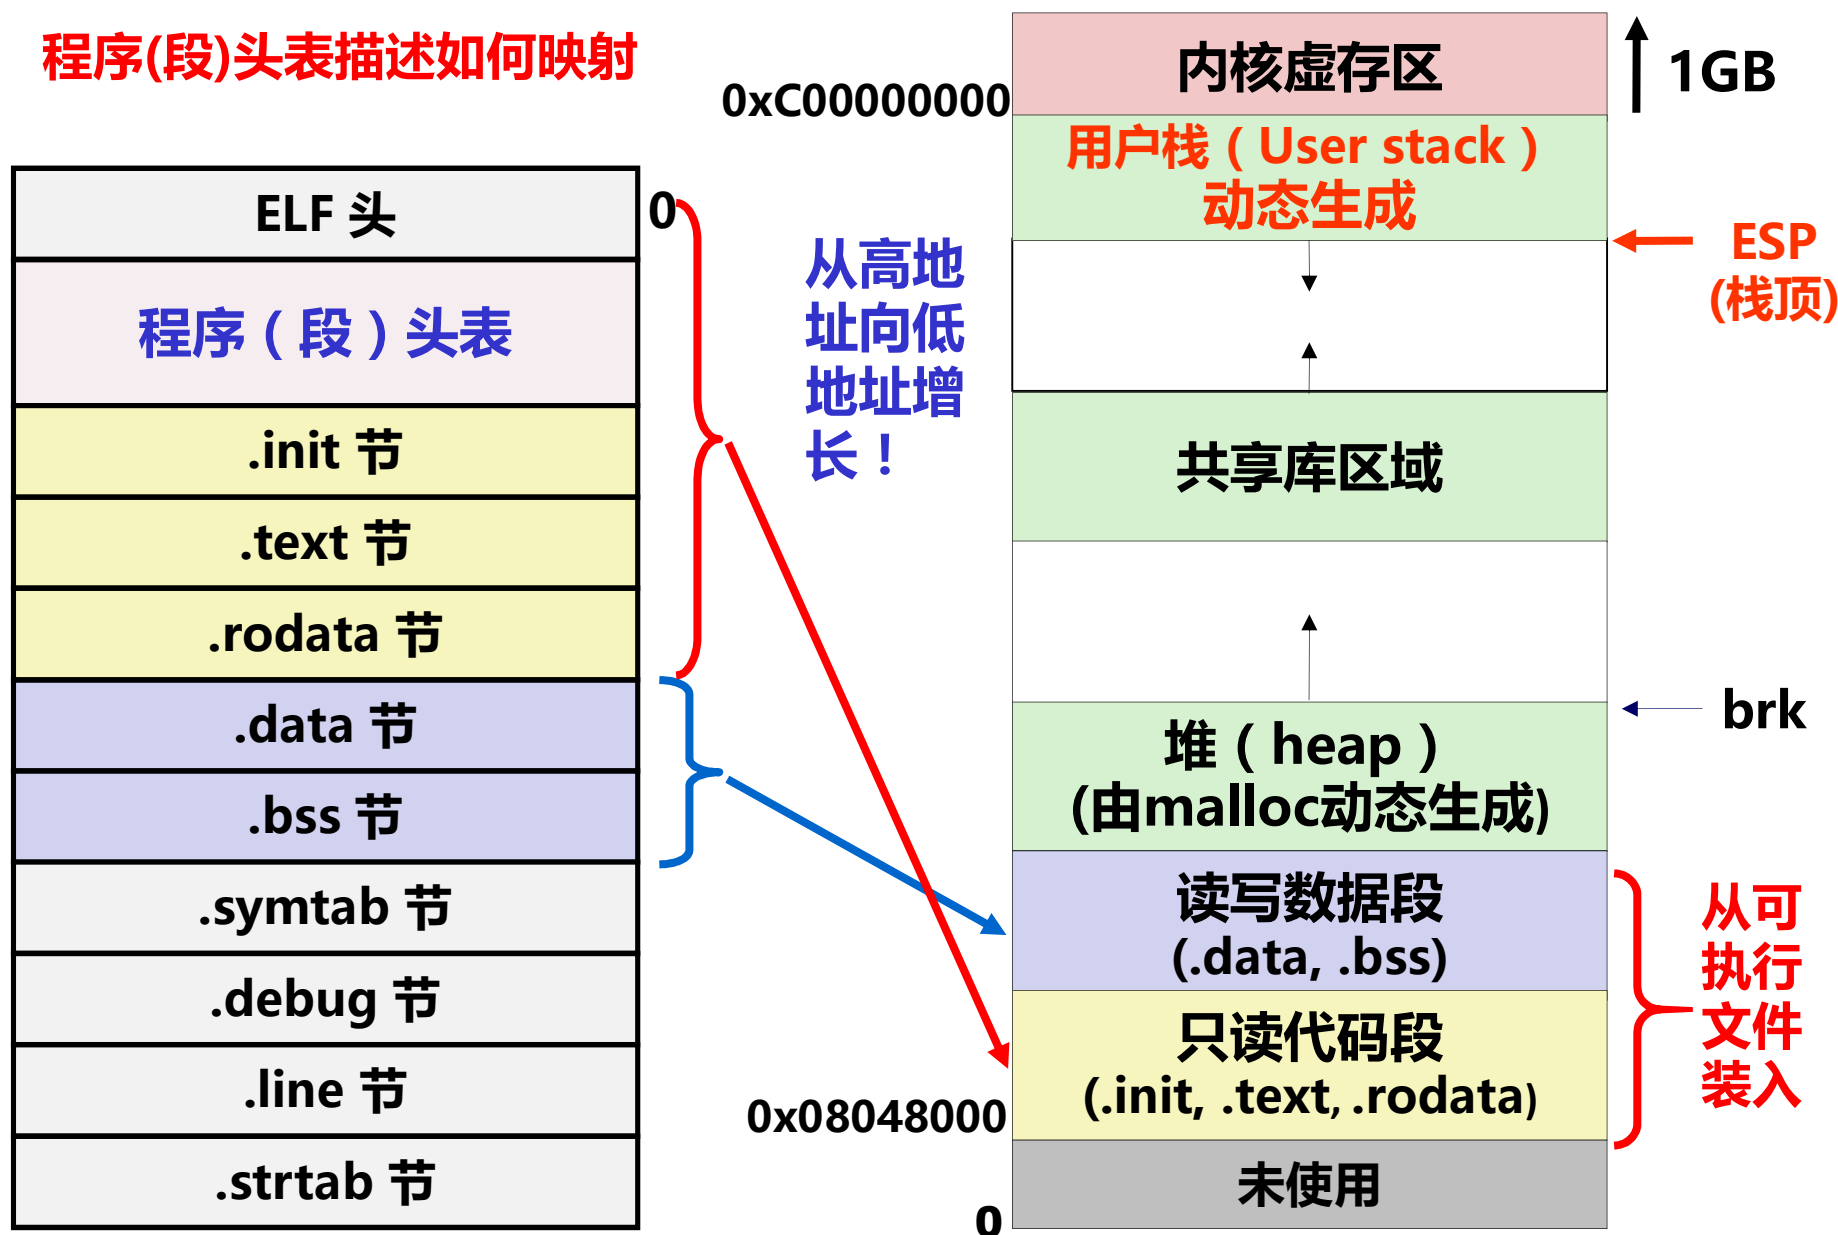 程序(段)头表描述如何映射
ELF 头
0
程序（段）头表
.init 节
.text 节
.rodata 节
.data 节
.bss 节
.symtab 节
.debug 节
.line 节
.strtab 节
从高地
址向低
地址增
长！
0xC00000000
内核虚存区
1GB
用户栈（User stack）
动态生成
ESP
(栈顶)
共享库区域
brk
堆（heap）
(由malloc动态生成)
读写数据段
(.data, .bss)
只读代码段
(.init, .text, .rodata)
0x08048000
未使用
0
从可
执行
文件
装入